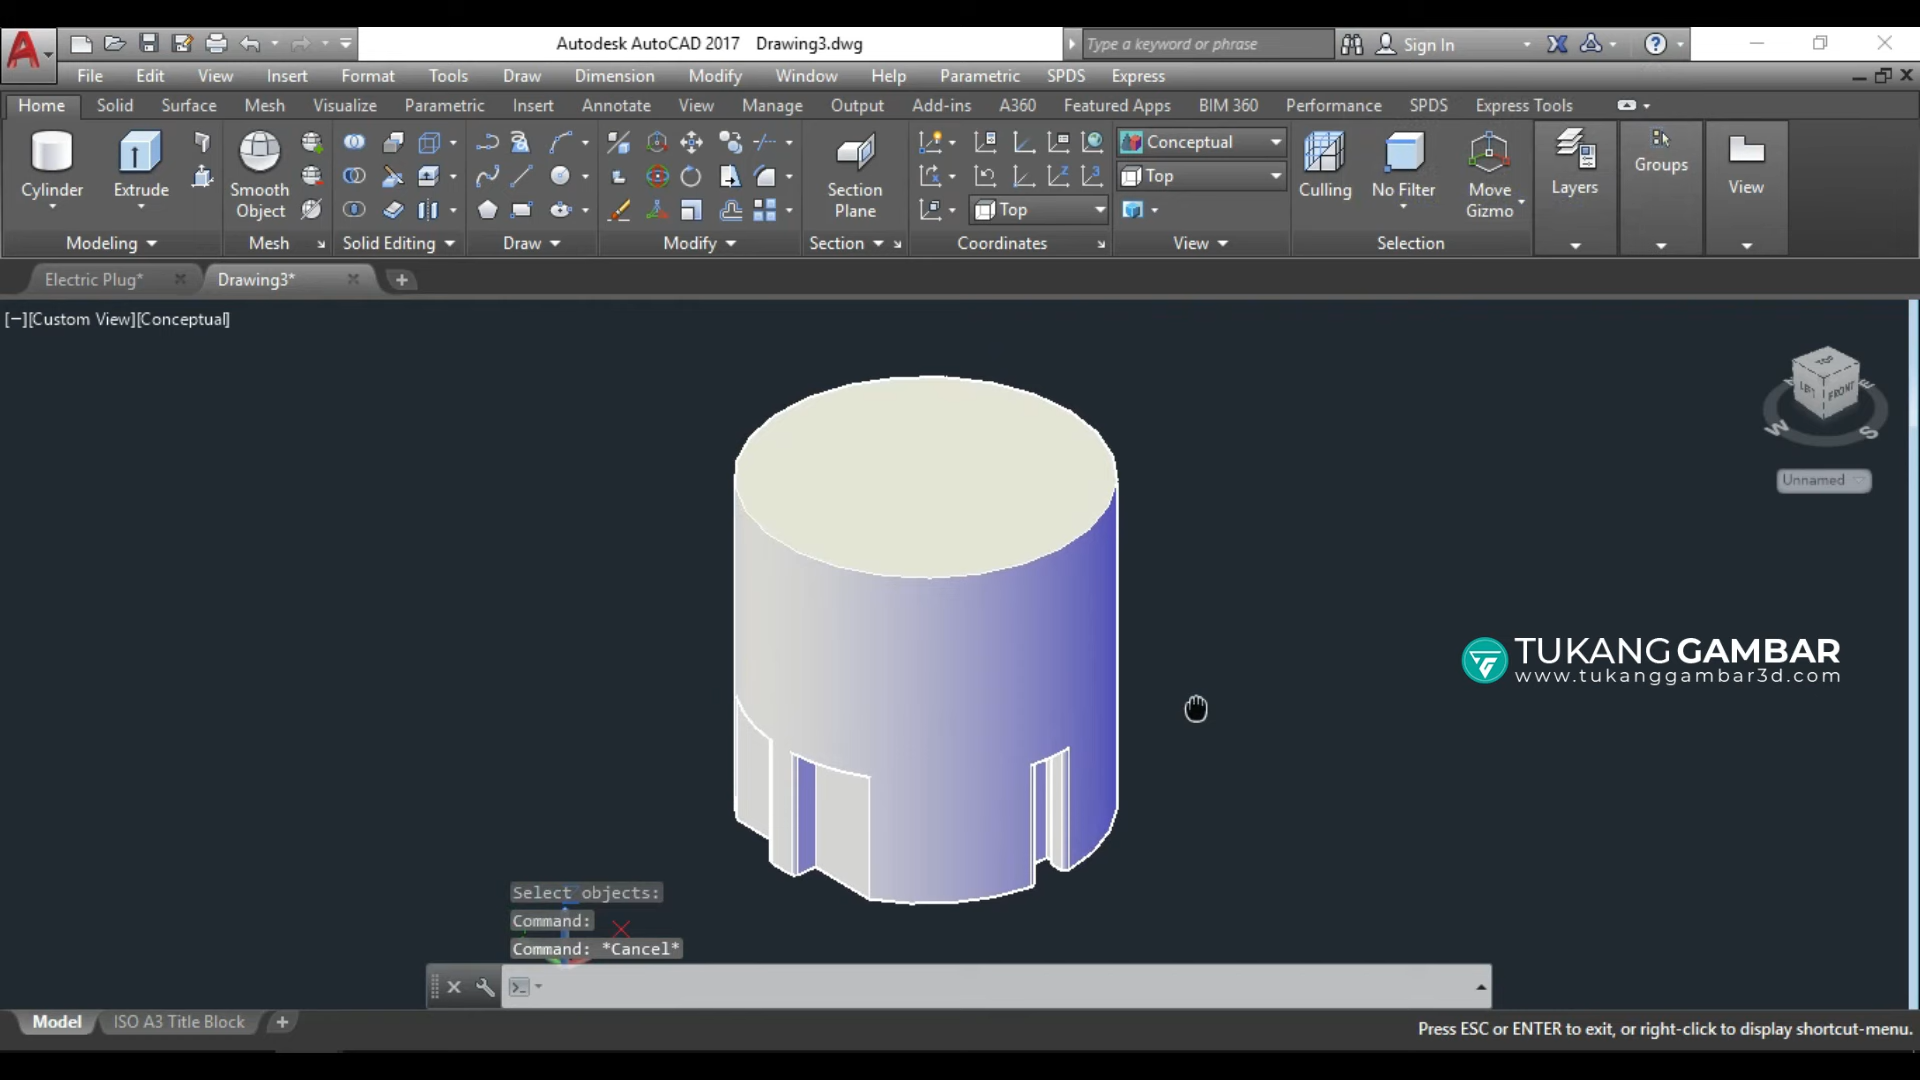 Autodesk AutoCAD 2017 Drawing3.dwg
Type a keyword or phrase
Sign In
File Edit View Insert Format Tools Draw Dimension Modify Window Help Parametric SPDS Express
Home Solid Surface Mesh Visualize Parametric Insert Annotate View Manage Output Add-ins A360 Featured Apps BIM 360 Performance SPDS Express Tools
Cylinder
Extrude
Smooth Object
Section Plane
Top
Conceptual
Top
Culling
No Filter
Move Gizmo
Layers
Groups
View
Modeling Mesh Solid Editing Draw Modify Section Coordinates View Selection
Electric Plug* Drawing3*
[−][Custom View][Conceptual]
TOP
LEFT FRONT
E
W S
Unnamed
TUKANGGAMBAR
www.tukanggambar3d.com
Select objects:
Command:
Command: *Cancel*
Model ISO A3 Title Block
Press ESC or ENTER to exit, or right-click to display shortcut-menu.